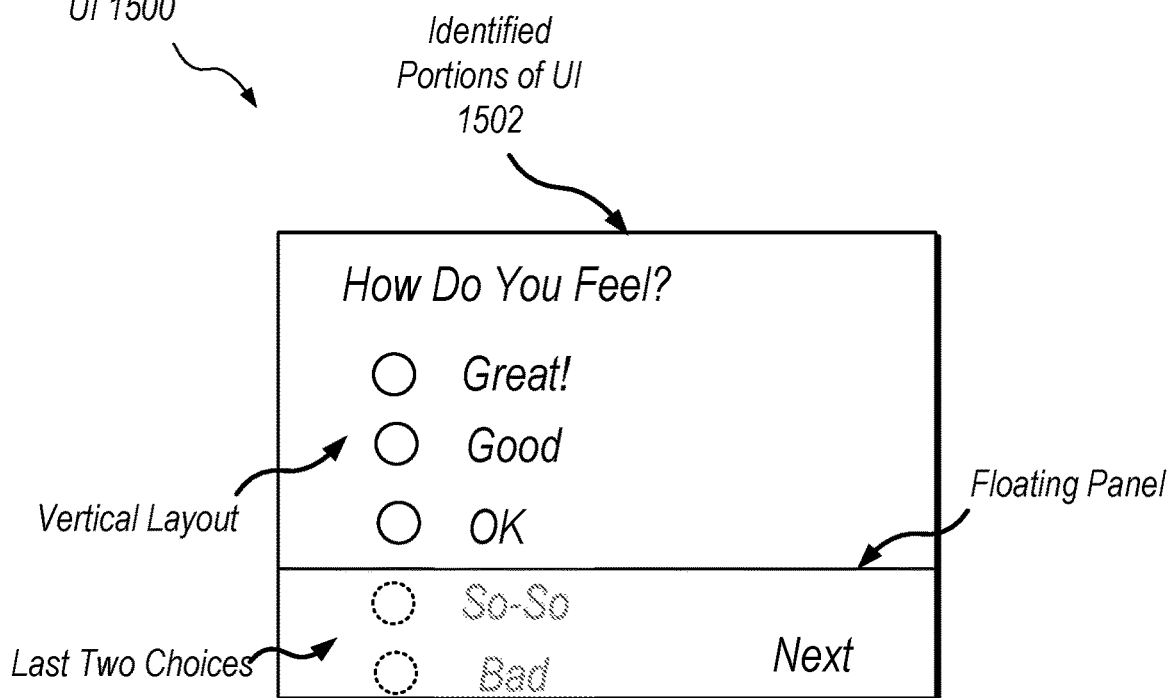 UI 1500
Identified
Portions of UI
1502
How Do You Feel?
Great!
Good
Vertical Layout
OK
Floating Panel
So-So
Last Two Choices
Bad
Next